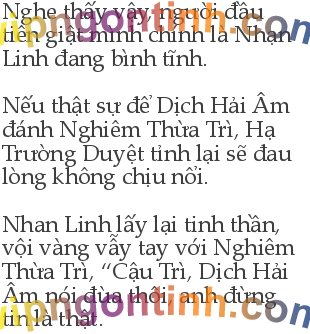 Nghe thấy vậy, người đầu
tiên giật mình chính là Nhan
Linh đang bình tĩnh.
Nếu thật sự để Dịch Hải Âm
đánh Nghiêm Thừa Trì, Hạ
Trường Duyệt tỉnh lại sẽ đau
lòng không chịu nổi.
Nhan Linh lấy lại tinh thần,
vội vàng vẫy tay với Nghiêm
Thừa Trì, “Cậu Trì, Dịch Hải
Âm nói đùa thôi, anh đừng
tin là thật.